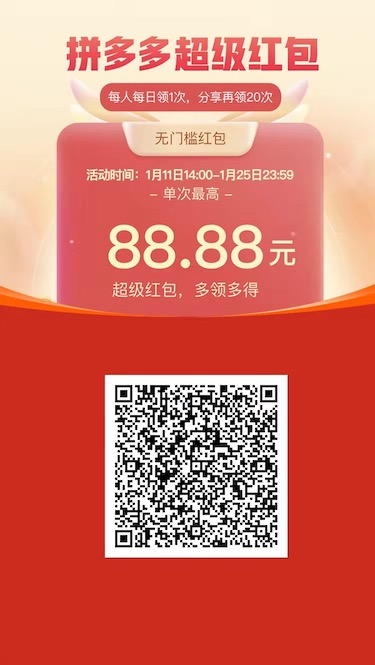 拼多多超级红包
每人每日领1次，分享再领20次
无门槛红包
活动时间：1月11日14:00-1月25日23:59
– 单次最高 –
88.88元
超级红包，多领多得